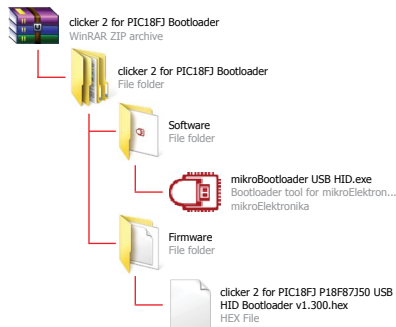 clicker 2 for PIC18FJ Bootloader
WinRAR ZIP archive
clicker 2 for PIC18FJ Bootloader
File folder
Software
File folder
mikroBootloader USB HID.exe
Bootloader tool for mikroElektron...
mikroElektronika
Firmware
File folder
clicker 2 for PIC18FJ P18F87J50 USB
HID Bootloader v1.300.hex
HEX File